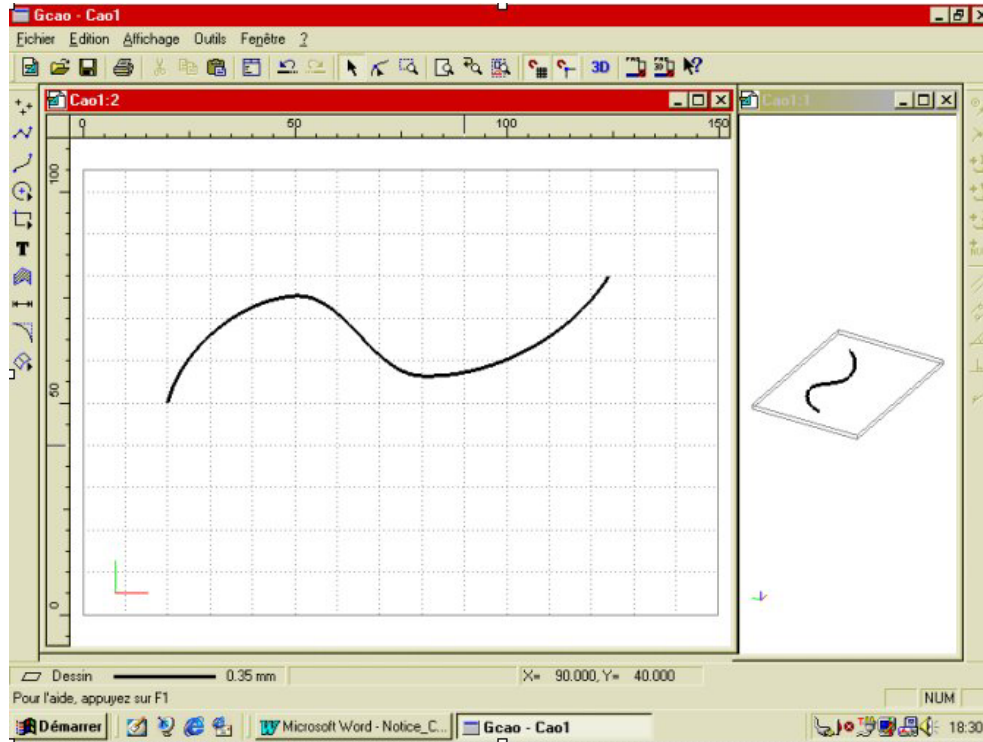 Gcao - Cao1
Fichier Edition Affichage Outils Fenêtre ?
3D
Cao1:2
Cao1:1
0 50 100 150
100
50
0
T
Dessin 0.35 mm X= 90.000, Y= 40.000
Pour l'aide, appuyez sur F1 NUM
Démarrer Microsoft Word - Notice_C... Gcao - Cao1 18:30